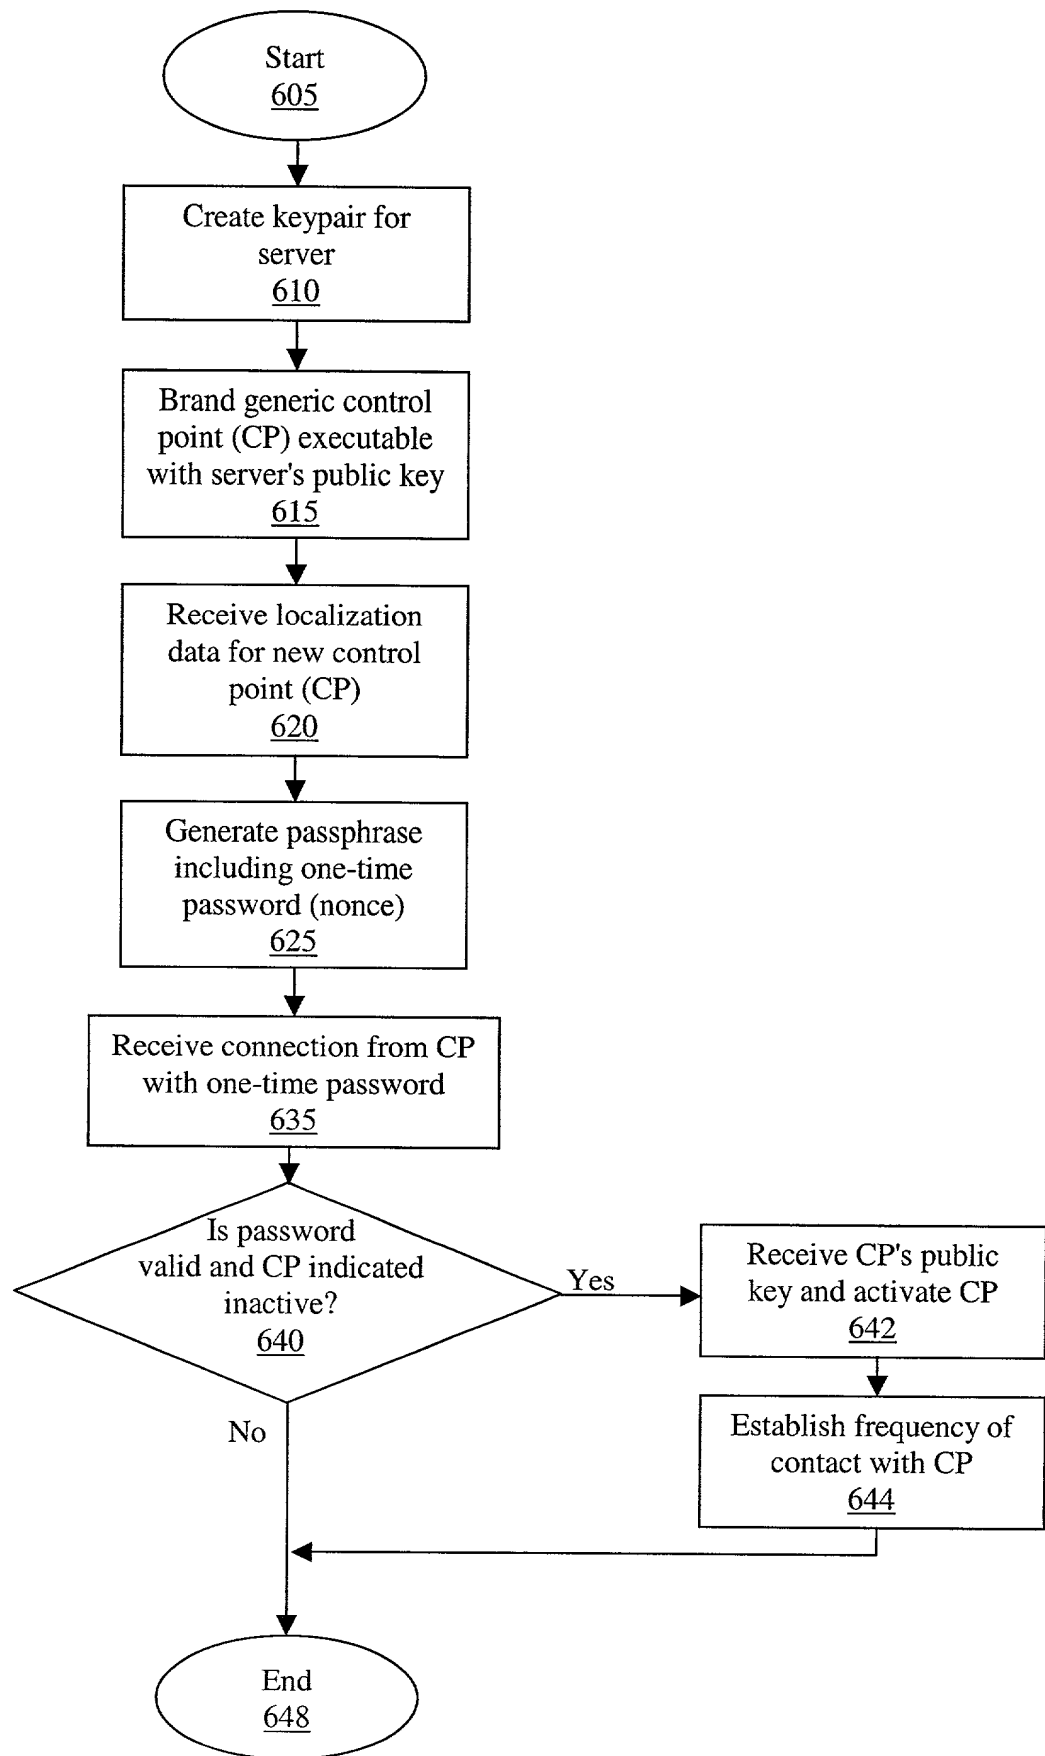 Start
605
Create keypair for
server
610
Brand generic control
point (CP) executable
with server's public key
615
Receive localization
data for new control
point (CP)
620
Generate passphrase
including one-time
password (nonce)
625
Receive connection from CP
with one-time password
635
Is password
valid and CP indicated
inactive?
640
Yes
Receive CP's public
key and activate CP
642
No
Establish frequency of
contact with CP
644
End
648